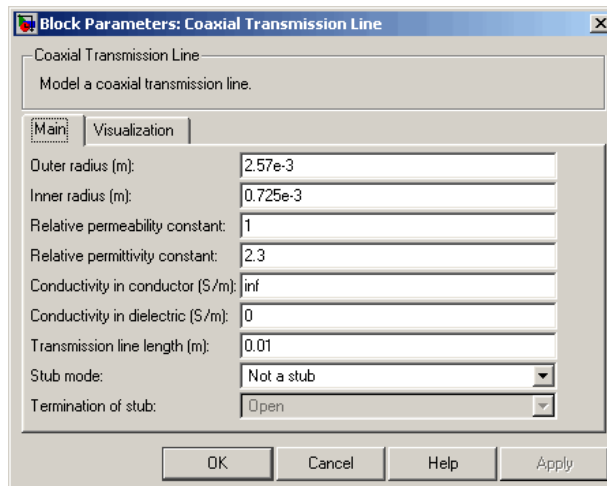 Block Parameters: Coaxial Transmission Line
Coaxial Transmission Line
Model a coaxial transmission line.
Main Visualization
Outer radius (m): 2.57e-3
Inner radius (m): 0.725e-3
Relative permeability constant: 1
Relative permittivity constant: 2.3
Conductivity in conductor (S/m): inf
Conductivity in dielectric (S/m): 0
Transmission line length (m): 0.01
Stub mode: Not a stub
Termination of stub: Open
OK Cancel Help Apply